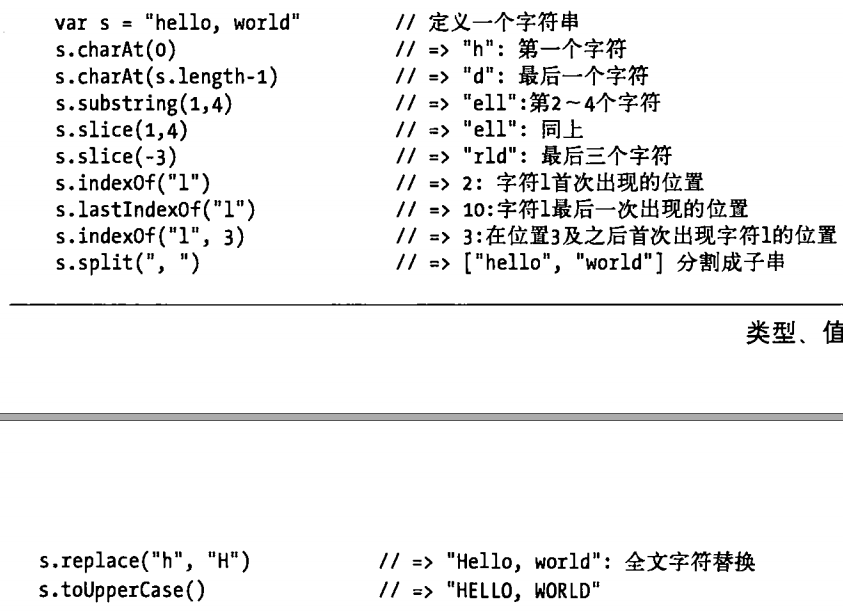 var s = "hello, world" // 定义一个字符串
s.charAt(0) // => "h": 第一个字符
s.charAt(s.length-1) // => "d": 最后一个字符
s.substring(1,4) // => "ell":第2～4个字符
s.slice(1,4) // => "ell": 同上
s.slice(-3) // => "rld": 最后三个字符
s.indexOf("l") // => 2: 字符l首次出现的位置
s.lastIndexOf("l") // => 10:字符l最后一次出现的位置
s.indexOf("l", 3) // => 3:在位置3及之后首次出现字符l的位置
s.split(", ") // => ["hello", "world"] 分割成子串
类型、值
s.replace("h", "H") // => "Hello, world": 全文字符替换
s.toUpperCase() // => "HELLO, WORLD"